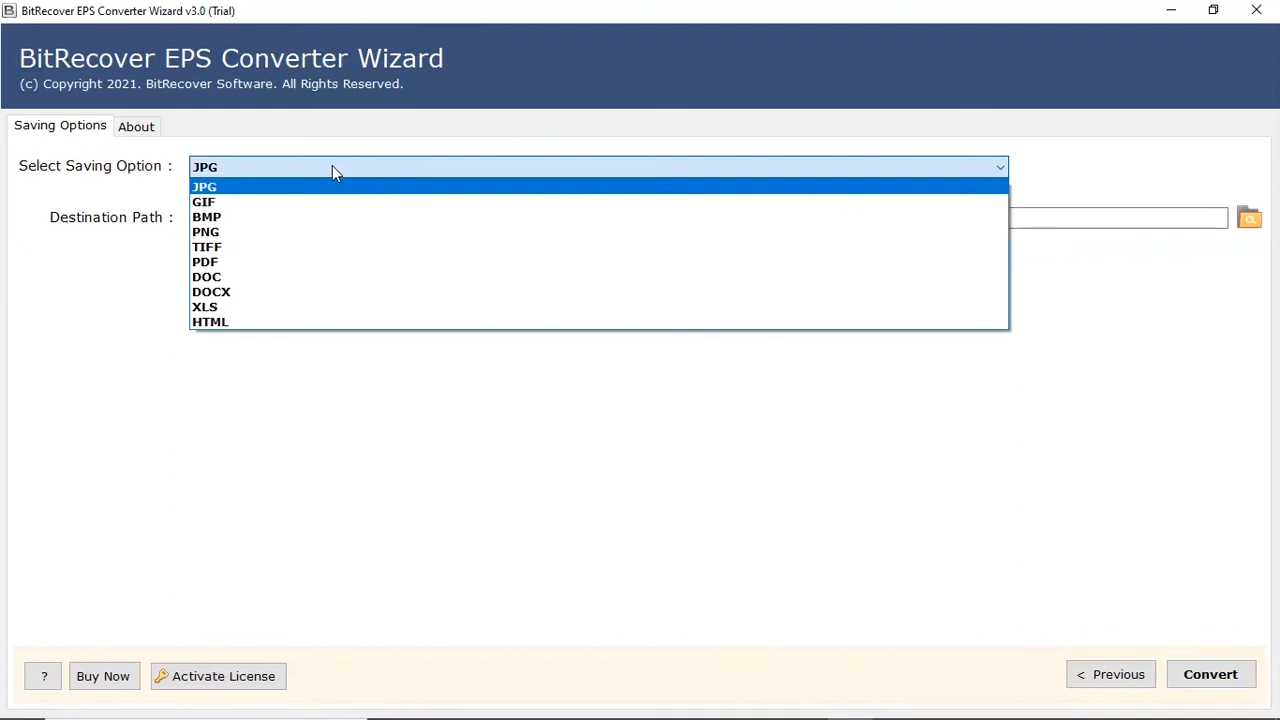 BitRecover EPS Converter Wizard v3.0 (Trial)
BitRecover EPS Converter Wizard
(c) Copyright 2021. BitRecover Software. All Rights Reserved.
Saving Options
About
Select Saving Option :
JPG
JPG
GIF
BMP
PNG
TIFF
PDF
DOC
DOCX
XLS
HTML
Destination Path :
?
Buy Now
Activate License
< Previous
Convert